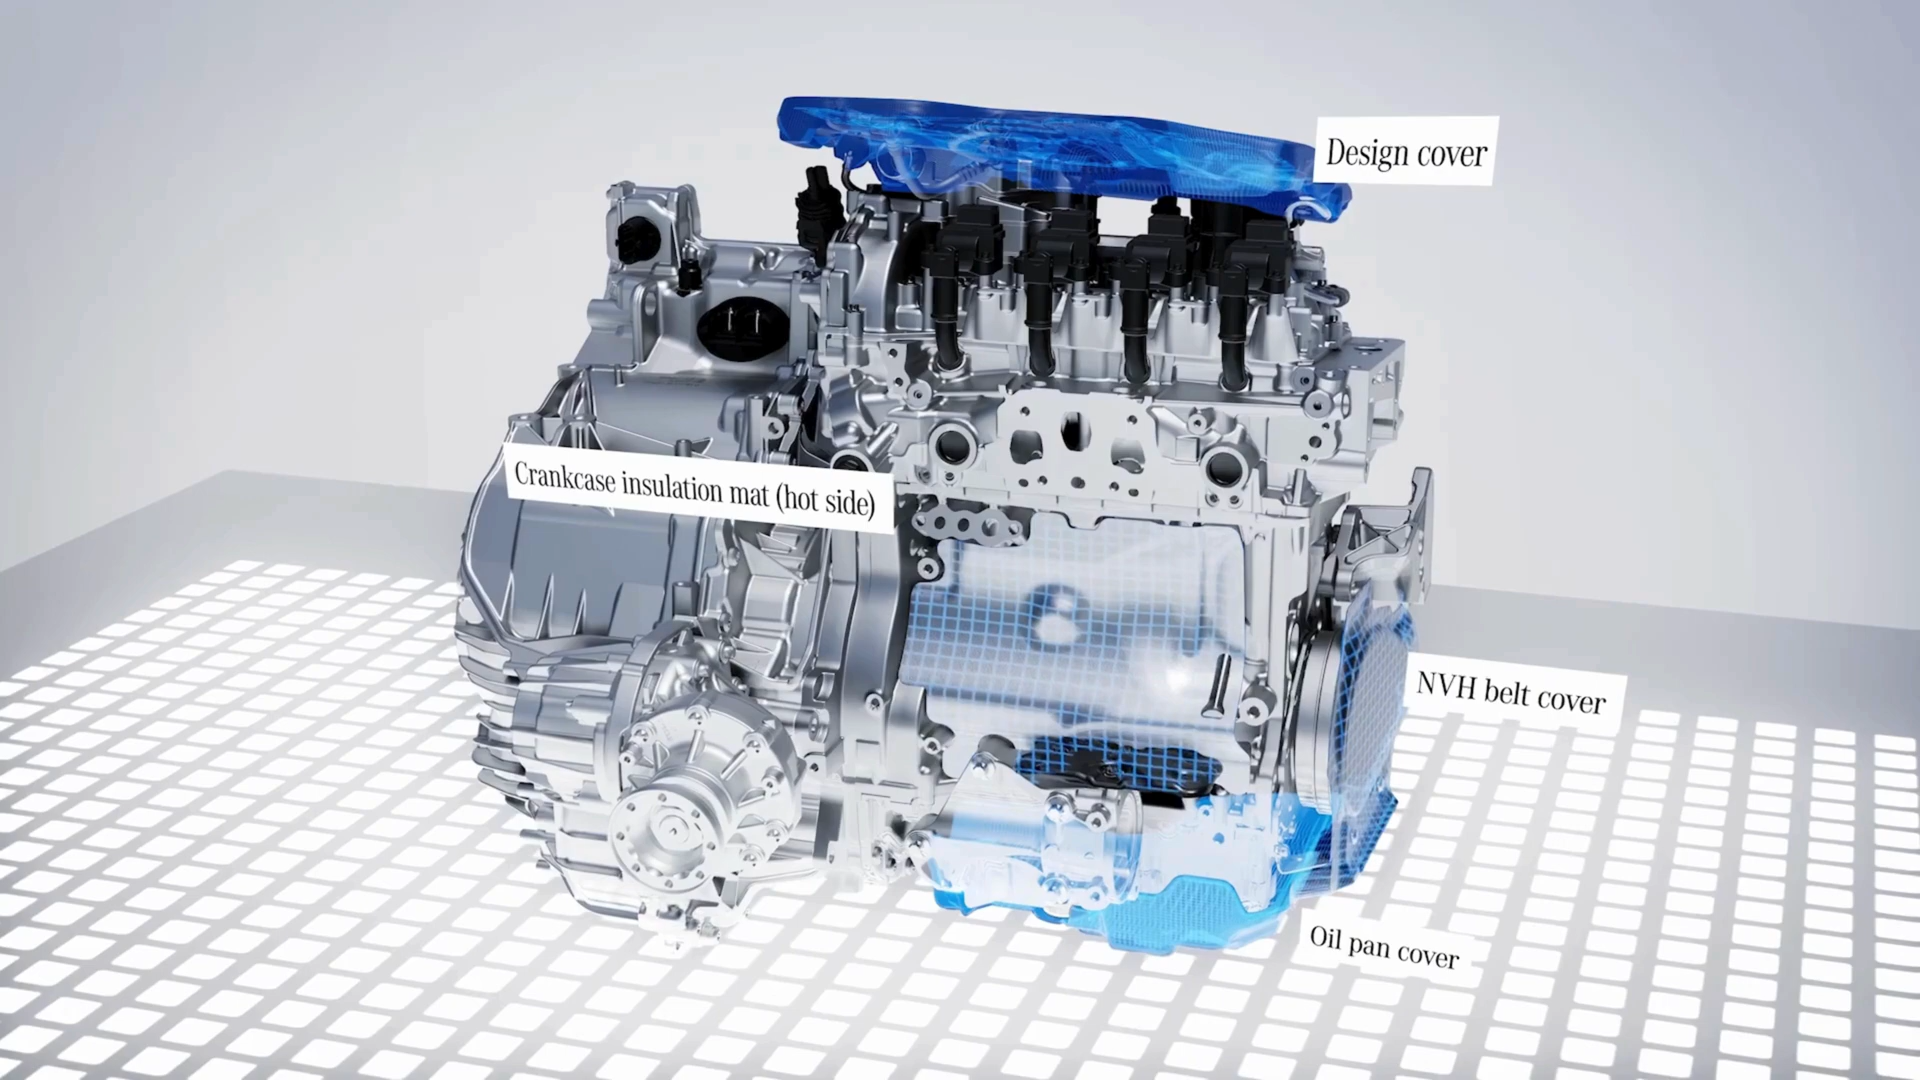 Design cover
Crankcase insulation mat (hot side)
NVH belt cover
Oil pan cover